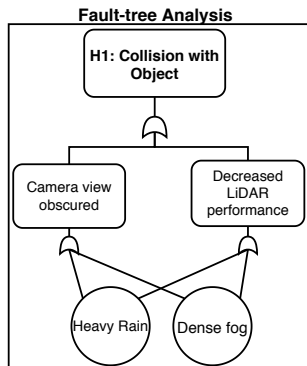 Fault-tree Analysis
H1: Collision with
Object
Camera view
obscured
Decreased
LiDAR
performance
Heavy Rain
Dense fog